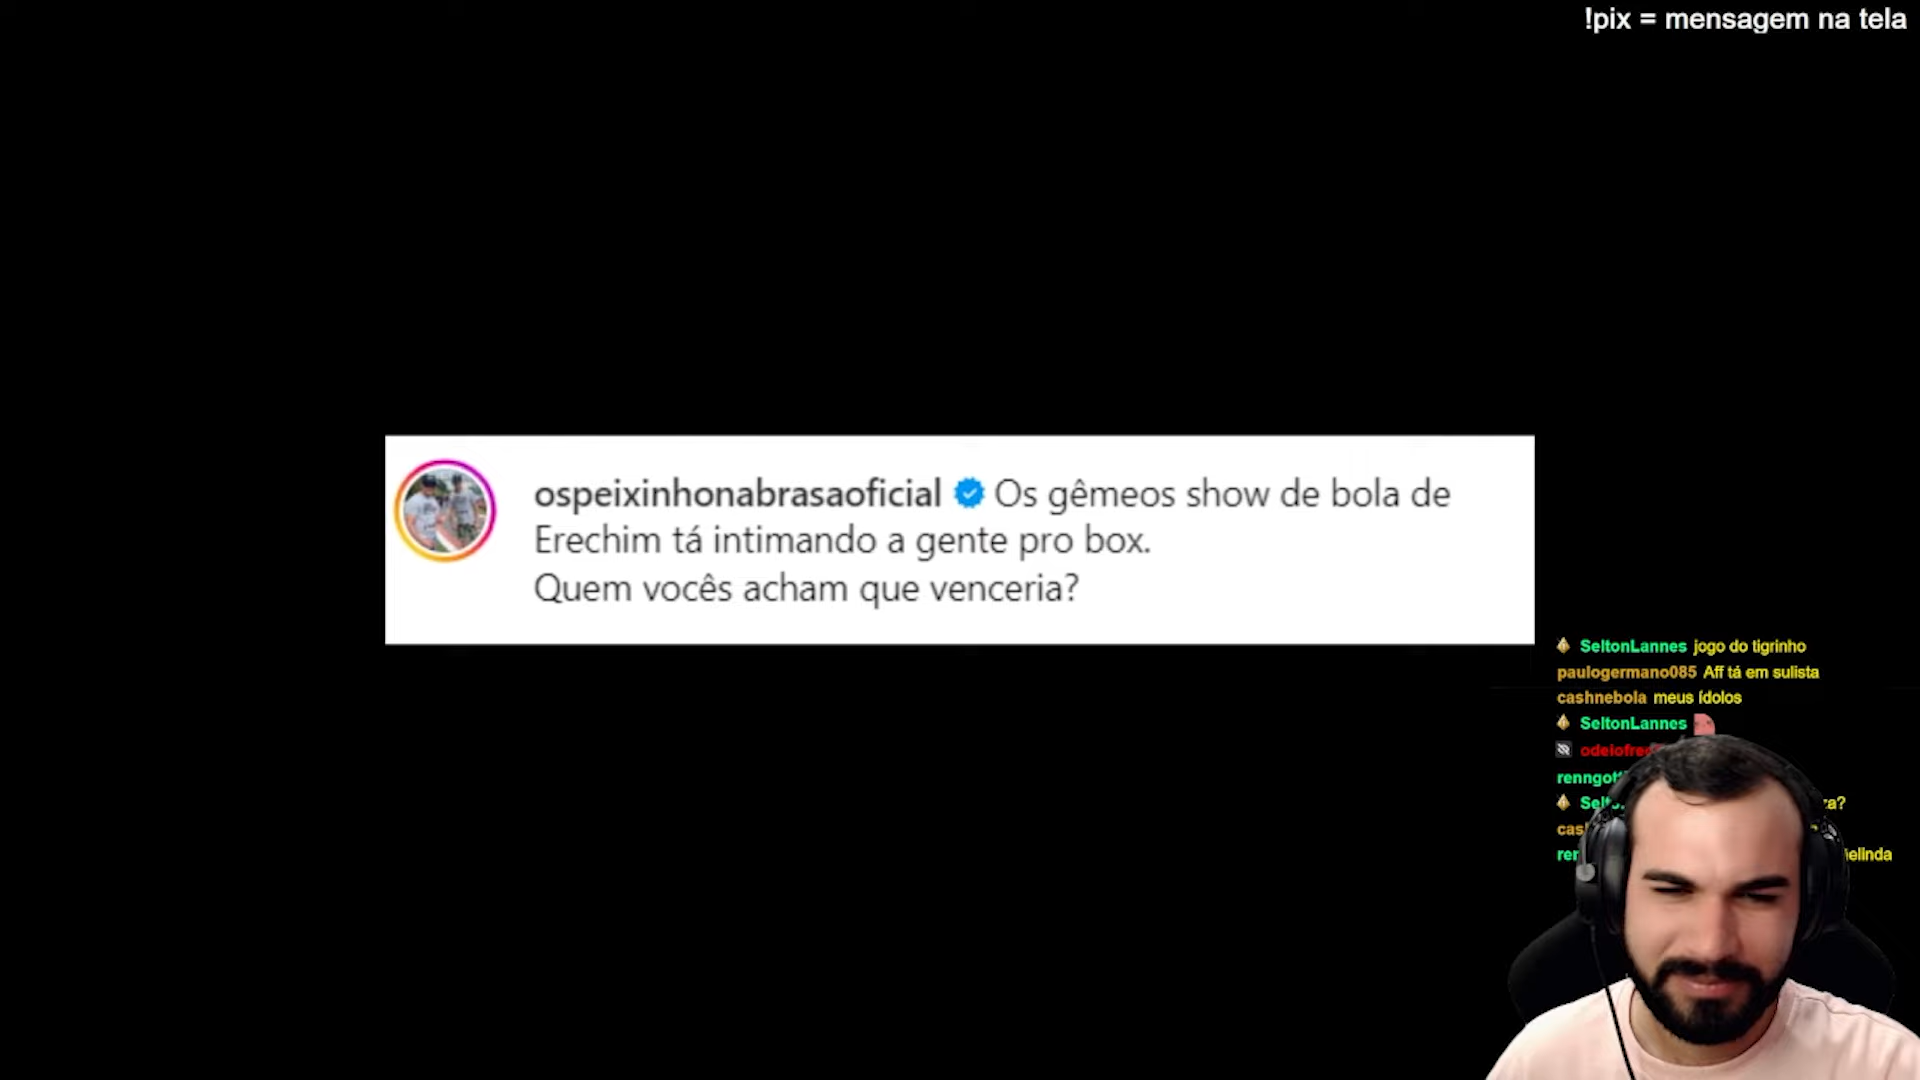 !pix = mensagem na tela
ospeixinhonabrasaoficial Os gêmeos show de bola de
Erechim tá intimando a gente pro box.
Quem vocês acham que venceria?
SeltonLannes jogo do tigrinho
paulogermano085 Aff tá em sulista
cashnebola meus ídolos
SeltonLannes